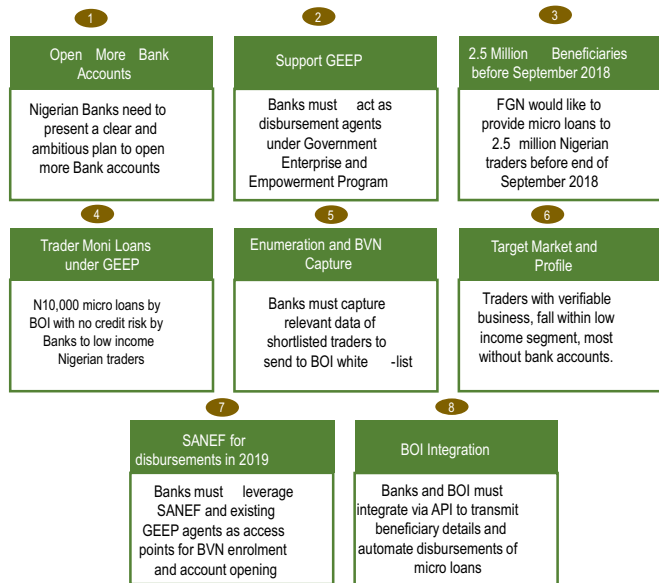 1
Open More Bank
Accounts
Nigerian Banks need to
present a clear and
ambitious plan to open
more Bank accounts
2
Support GEEP
Banks must act as
disbursement agents
under Government
Enterprise and
Empowerment Program
3
2.5 Million Beneficiaries
before September 2018
FGN would like to
provide micro loans to
2.5 million Nigerian
traders before end of
September 2018
4
Trader Moni Loans
under GEEP
N10,000 micro loans by
BOI with no credit risk by
Banks to low income
Nigerian traders
5
Enumeration and BVN
Capture
Banks must capture
relevant data of
shortlisted traders to
send to BOI white -list
6
Target Market and
Profile
Traders with verifiable
business, fall within low
income segment, most
without bank accounts.
7
SANEF for
disbursements in 2019
Banks must leverage
SANEF and existing
GEEP agents as access
points for BVN enrolment
and account opening
8
BOI Integration
Banks and BOI must
integrate via API to transmit
beneficiary details and
automate disbursements of
micro loans